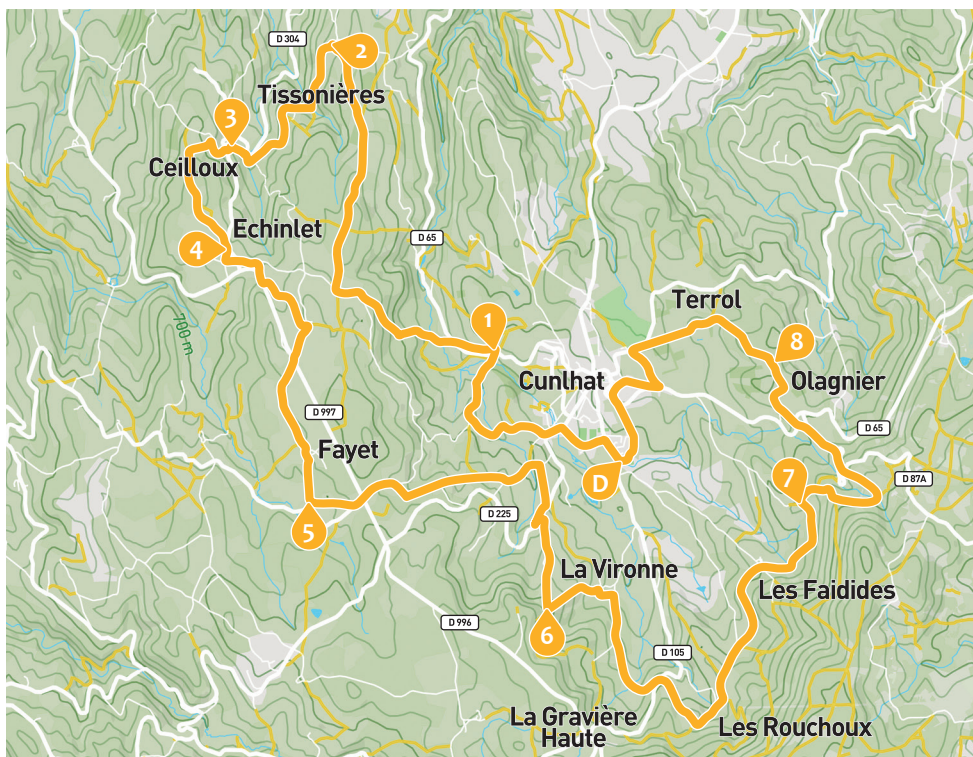 D 304
2
Tissonières
3
Ceilloux
Echinlet
4
D 65
Terrol
1
8
700 m
Cunlhat
Olagnier
D 997
D 65
Fayet
7
D 87A
D
5
D 225
La Vironne
Les Faidides
6
D 996
D 105
La Gravière
Haute
Les Rouchoux